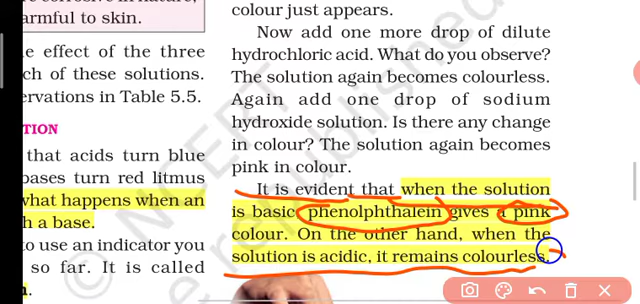 armful to skin.
e effect of the three
ch of these solutions.
ervations in Table 5.5.
TION
that acids turn blue
bases turn red litmus
what happens when an
h a base.
to use an indicator you
so far. It is called
colour just appears.
Now add one more drop of dilute
hydrochloric acid. What do you observe?
The solution again becomes colourless.
Again add one drop of sodium
hydroxide solution. Is there any change
in colour? The solution again becomes
pink in colour.
It is evident that when the solution
is basic phenolphthalein gives a pink
colour. On the other hand, when the
solution is acidic, it remains colourless.
© NCERT